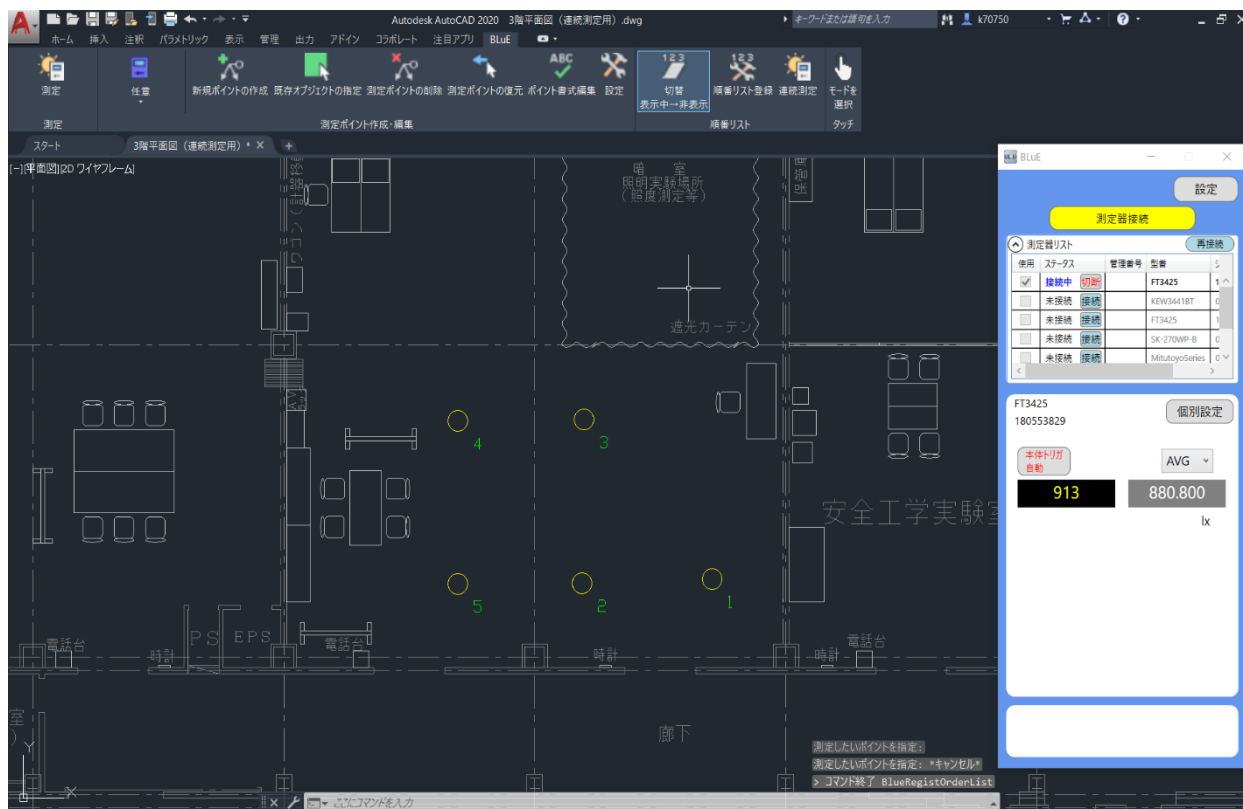 Autodesk AutoCAD 2020 3階平面図（連続測定用）.dwg
キーワードまたは語句を入力
k70750
ホーム 挿入 注釈 パラメトリック 表示 管理 出力 アドイン コラボレート 注目アプリ BLuE
測定 任意 新規ポイントの作成 既存オブジェクトの指定 測定ポイントの削除 測定ポイントの復元 ポイント書式編集 設定 切替 順番リスト登録 連続測定 モードを
表示中→非表示 選択
測定 測定ポイント作成・編集 順番リスト タッチ
スタート 3階平面図（連続測定用）* X +
[−][平面図][2D ワイヤフレーム]
暗 室
照明実験場所
（照度測定等）
遮光カーテン
AV
4
3
安全工学実験室
5
2
1
PS EPS
電話台
時計
電話台
時計
電話台
時計
廊下
室
)
Y
X
測定したいポイントを指定:
測定したいポイントを指定: *キャンセル*
> コマンド終了 BlueRegistOrderList
ここにコマンドを入力
BLuE
設定
測定器接続
測定器リスト 再接続
使用 ステータス 管理番号 型番
接続中 切断 FT3425 1
未接続 接続 KEW3441BT 0
未接続 接続 FT3425 1
未接続 接続 SK-270WP-B 0
未接続 接続 MitutoyoSeries 0
FT3425 個別設定
180553829
本体トリガ
自動
AVG
913 880.800
lx